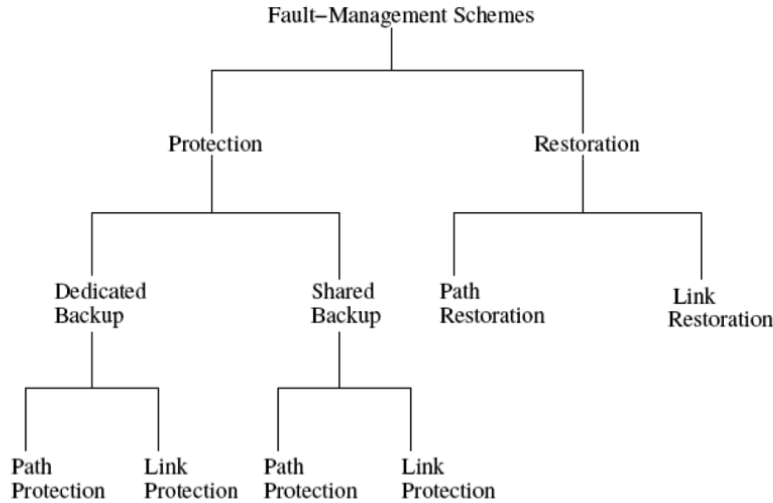 Fault−Management Schemes
Protection
Restoration
Dedicated
Backup
Shared
Backup
Path
Restoration
Link
Restoration
Path
Protection
Link
Protection
Path
Protection
Link
Protection